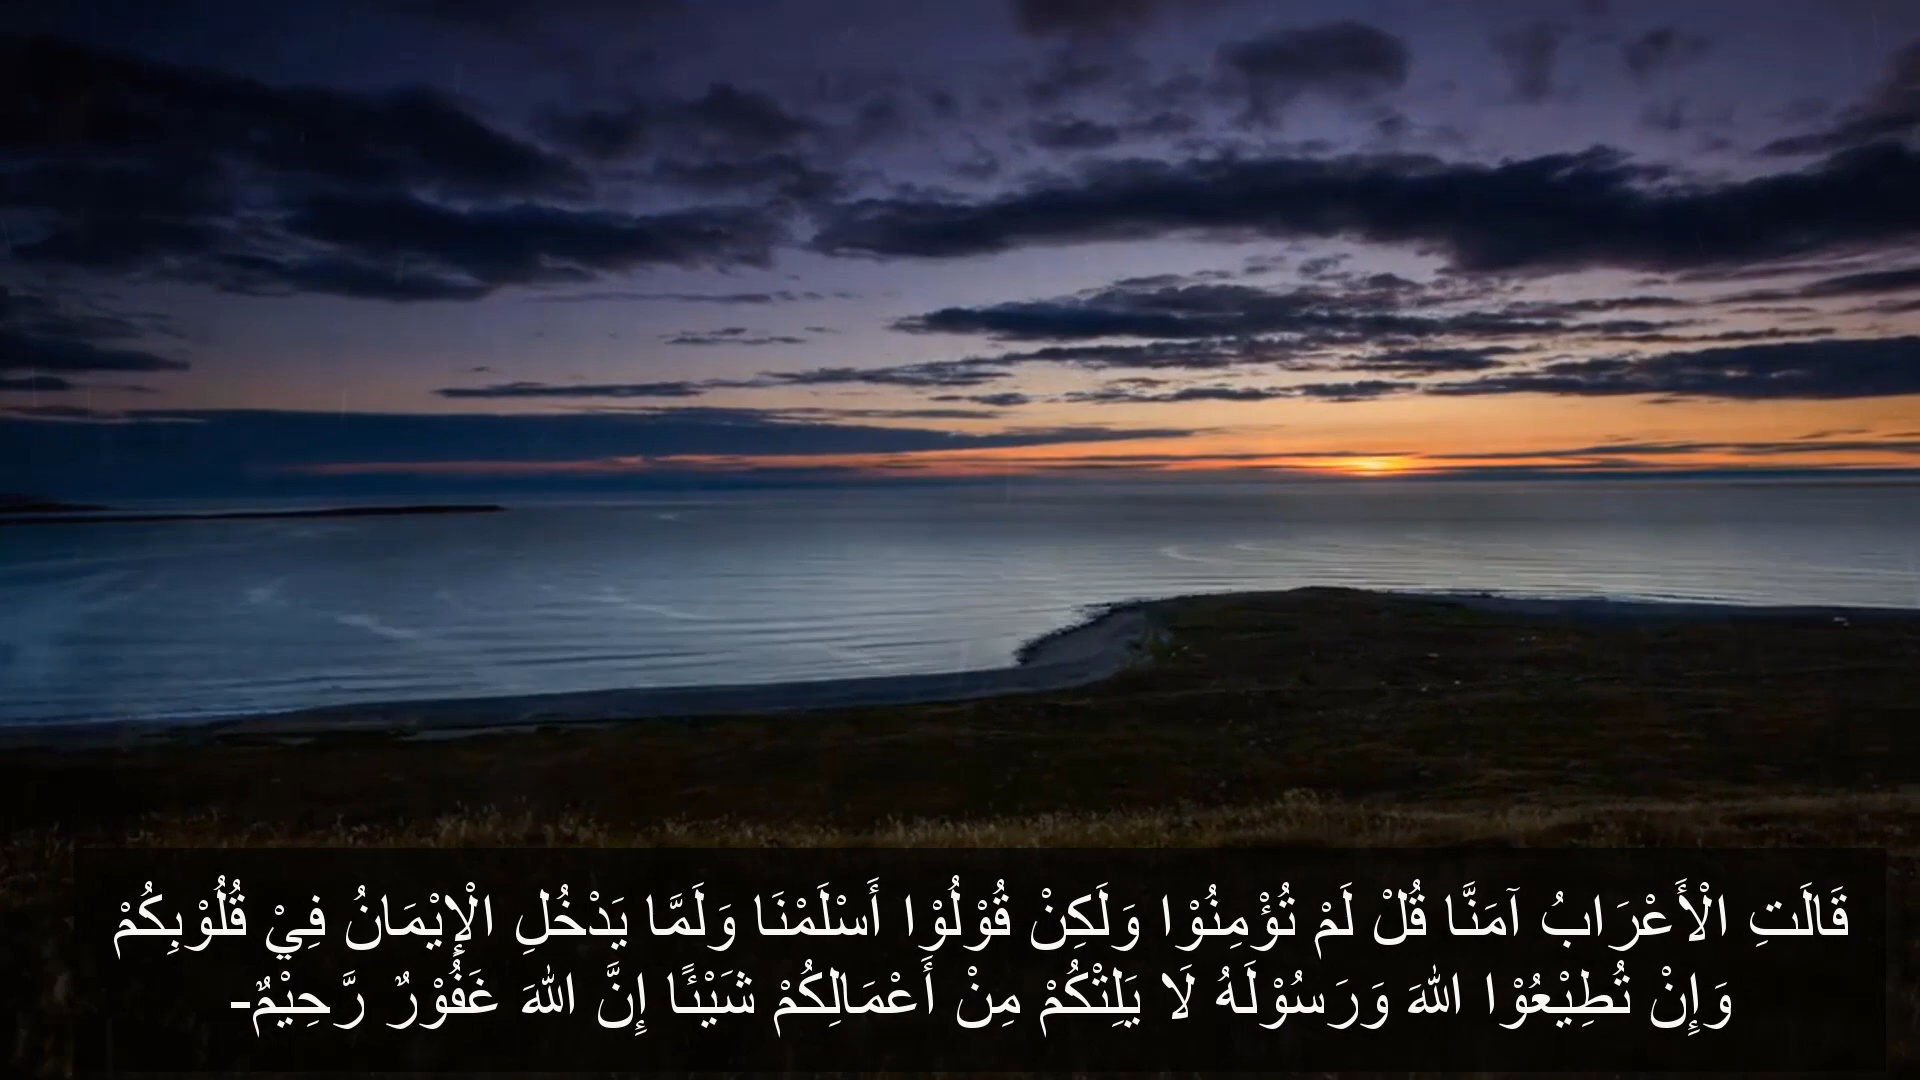 قَالَتِ الْأَعْرَابُ آمَنَّا قُلْ لَمْ تُؤْمِنُوْا وَلَكِنْ قُوْلُوْا أَسْلَمْنَا وَلَمَّا يَدْخُلِ الْإِيْمَانُ فِيْ قُلُوْبِكُمْ
وَإِنْ تُطِيْعُوْا اللهَ وَرَسُوْلَهُ لَا يَلِتْكُمْ مِنْ أَعْمَالِكُمْ شَيْئًا إِنَّ اللهَ غَفُوْرٌ رَّحِيْمٌ-